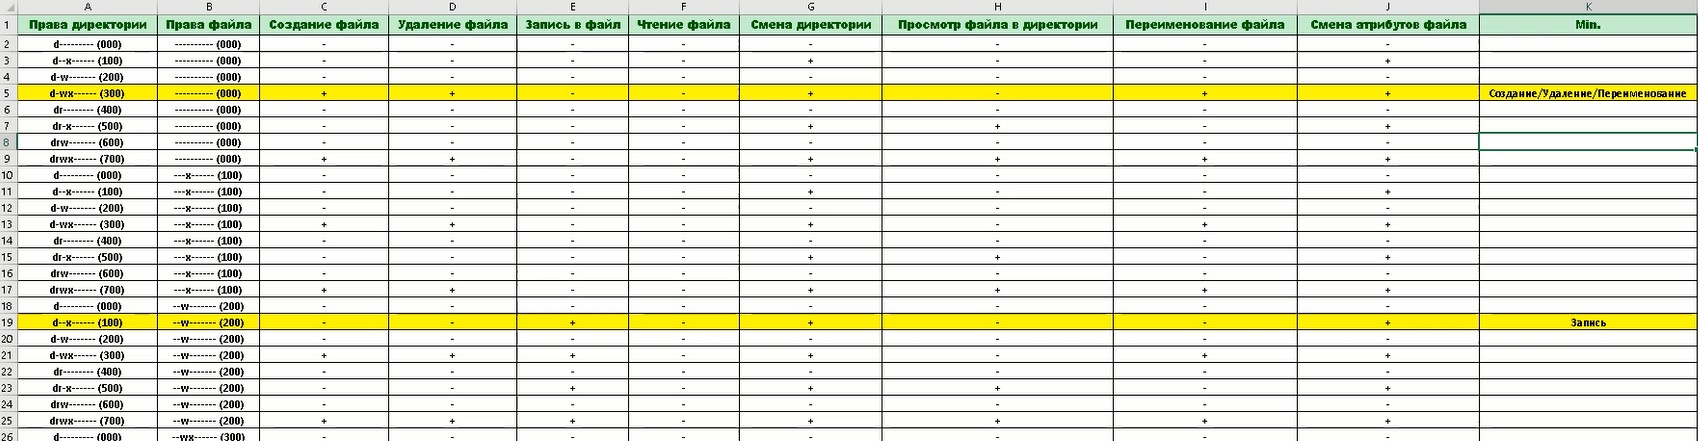 A B C D E F G H I J K
1 Права директории Права файла Создание файла Удаление файла Запись в файл Чтение файла Смена директории Просмотр файла в директории Переименование файла Смена атрибутов файла Min.
2 d--------- (000) ---------- (000) - - - - - - - -
3 d--x------ (100) ---------- (000) - - - - + - - +
4 d-w------- (200) ---------- (000) - - - - - - - -
5 d-wx------ (300) ---------- (000) + + - - + - + + Создание/Удаление/Переименование
6 dr-------- (400) ---------- (000) - - - - - - - -
7 dr-x------ (500) ---------- (000) - - - - + + - +
8 drw------- (600) ---------- (000) - - - - - - - -
9 drwx------ (700) ---------- (000) + + - - + + + +
10 d--------- (000) ---x------ (100) - - - - - - - -
11 d--x------ (100) ---x------ (100) - - - - + - - +
12 d-w------- (200) ---x------ (100) - - - - - - - -
13 d-wx------ (300) ---x------ (100) + + - - + - + +
14 dr-------- (400) ---x------ (100) - - - - - - - -
15 dr-x------ (500) ---x------ (100) - - - - + + - +
16 drw------- (600) ---x------ (100) - - - - - - - -
17 drwx------ (700) ---x------ (100) + + - - + + + +
18 d--------- (000) --w------- (200) - - - - - - - -
19 d--x------ (100) --w------- (200) - - + - + - - + Запись
20 d-w------- (200) --w------- (200) - - - - - - - -
21 d-wx------ (300) --w------- (200) + + + - + - + +
22 dr-------- (400) --w------- (200) - - - - - - - -
23 dr-x------ (500) --w------- (200) - - + - + + - +
24 drw------- (600) --w------- (200) - - - - - - - -
25 drwx------ (700) --w------- (200) + + + - + + + +
26 d--------- (000) --wx------ (300) - - - - - - - -